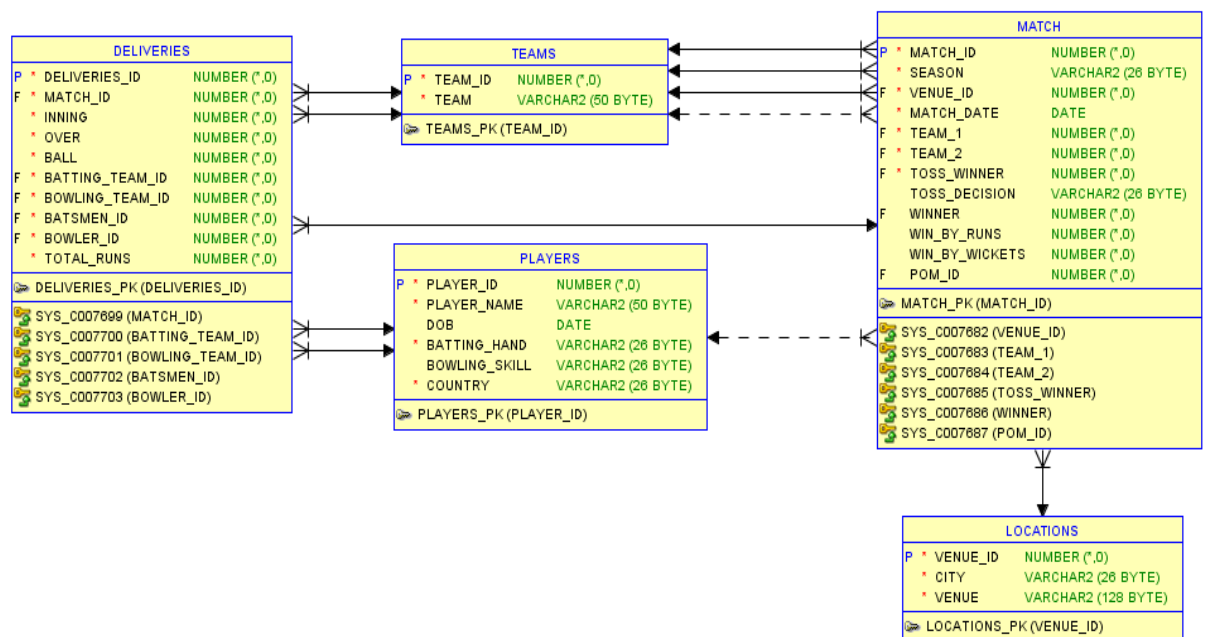 DELIVERIES
P * DELIVERIES_ID NUMBER (*,0)
F * MATCH_ID NUMBER (*,0)
* INNING NUMBER (*,0)
* OVER NUMBER (*,0)
* BALL NUMBER (*,0)
F * BATTING_TEAM_ID NUMBER (*,0)
F * BOWLING_TEAM_ID NUMBER (*,0)
F * BATSMEN_ID NUMBER (*,0)
F * BOWLER_ID NUMBER (*,0)
* TOTAL_RUNS NUMBER (*,0)
DELIVERIES_PK (DELIVERIES_ID)
SYS_C007699 (MATCH_ID)
SYS_C007700 (BATTING_TEAM_ID)
SYS_C007701 (BOWLING_TEAM_ID)
SYS_C007702 (BATSMEN_ID)
SYS_C007703 (BOWLER_ID)
TEAMS
P * TEAM_ID NUMBER (*,0)
* TEAM VARCHAR2 (50 BYTE)
TEAMS_PK (TEAM_ID)
PLAYERS
P * PLAYER_ID NUMBER (*,0)
* PLAYER_NAME VARCHAR2 (50 BYTE)
DOB DATE
* BATTING_HAND VARCHAR2 (26 BYTE)
BOWLING_SKILL VARCHAR2 (26 BYTE)
* COUNTRY VARCHAR2 (26 BYTE)
PLAYERS_PK (PLAYER_ID)
MATCH
P * MATCH_ID NUMBER (*,0)
* SEASON VARCHAR2 (26 BYTE)
F * VENUE_ID NUMBER (*,0)
* MATCH_DATE DATE
F * TEAM_1 NUMBER (*,0)
F * TEAM_2 NUMBER (*,0)
F * TOSS_WINNER NUMBER (*,0)
TOSS_DECISION VARCHAR2 (26 BYTE)
F WINNER NUMBER (*,0)
WIN_BY_RUNS NUMBER (*,0)
WIN_BY_WICKETS NUMBER (*,0)
F POM_ID NUMBER (*,0)
MATCH_PK (MATCH_ID)
SYS_C007682 (VENUE_ID)
SYS_C007683 (TEAM_1)
SYS_C007684 (TEAM_2)
SYS_C007685 (TOSS_WINNER)
SYS_C007686 (WINNER)
SYS_C007687 (POM_ID)
LOCATIONS
P * VENUE_ID NUMBER (*,0)
* CITY VARCHAR2 (26 BYTE)
* VENUE VARCHAR2 (128 BYTE)
LOCATIONS_PK (VENUE_ID)